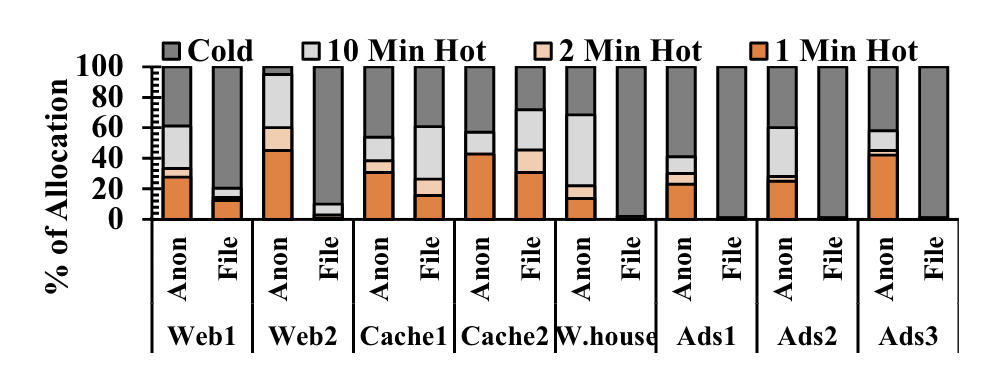 Cold 10 Min Hot 2 Min Hot 1 Min Hot
% of Allocation
100
80
60
40
20
0
Anon File Anon File Anon File Anon File Anon File Anon File Anon File Anon File
Web1 Web2 Cache1 Cache2 W.house Ads1 Ads2 Ads3